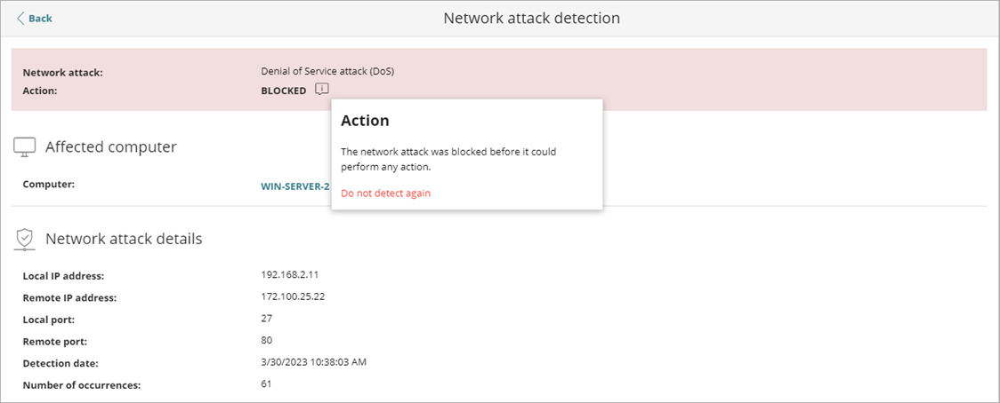 Back
Network attack detection
Network attack: Denial of Service attack (DoS)
Action: BLOCKED
Action
The network attack was blocked before it could
perform any action.
Do not detect again
Affected computer
Computer: WIN-SERVER-2
Network attack details
Local IP address: 192.168.2.11
Remote IP address: 172.100.25.22
Local port: 27
Remote port: 80
Detection date: 3/30/2023 10:38:03 AM
Number of occurrences: 61